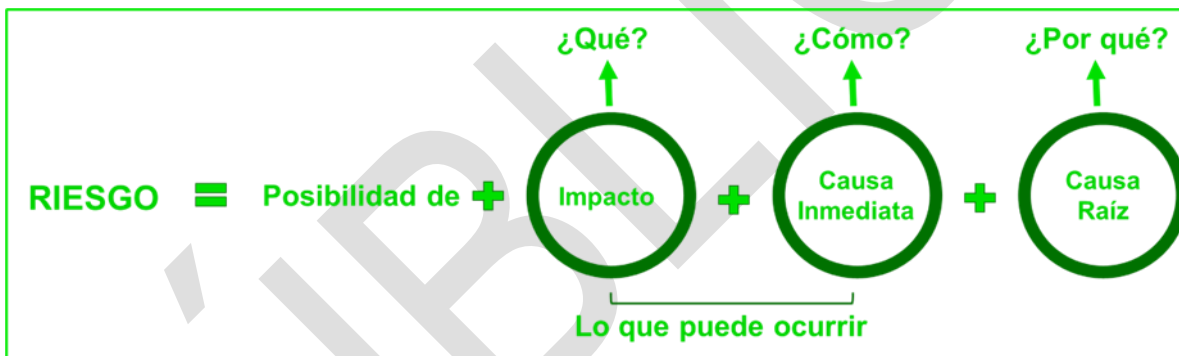 ¿Qué? ¿Cómo? ¿Por qué?
RIESGO = Posibilidad de + Impacto + Causa Inmediata + Causa Raíz
Lo que puede ocurrir